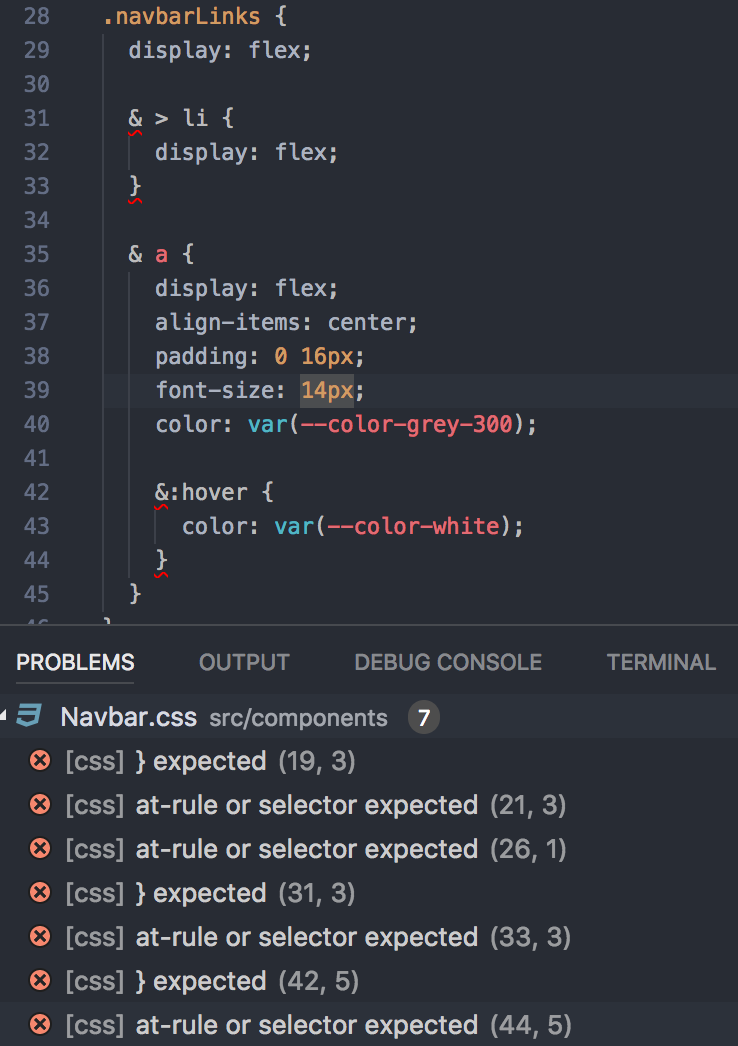 28 .navbarLinks {
29 display: flex;
30
31 & > li {
32 display: flex;
33 }
34
35 & a {
36 display: flex;
37 align-items: center;
38 padding: 0 16px;
39 font-size: 14px;
40 color: var(--color-grey-300);
41
42 &:hover {
43 color: var(--color-white);
44 }
45 }
46 }
PROBLEMS OUTPUT DEBUG CONSOLE TERMINAL
Navbar.css src/components 7
[css] } expected (19, 3)
[css] at-rule or selector expected (21, 3)
[css] at-rule or selector expected (26, 1)
[css] } expected (31, 3)
[css] at-rule or selector expected (33, 3)
[css] } expected (42, 5)
[css] at-rule or selector expected (44, 5)